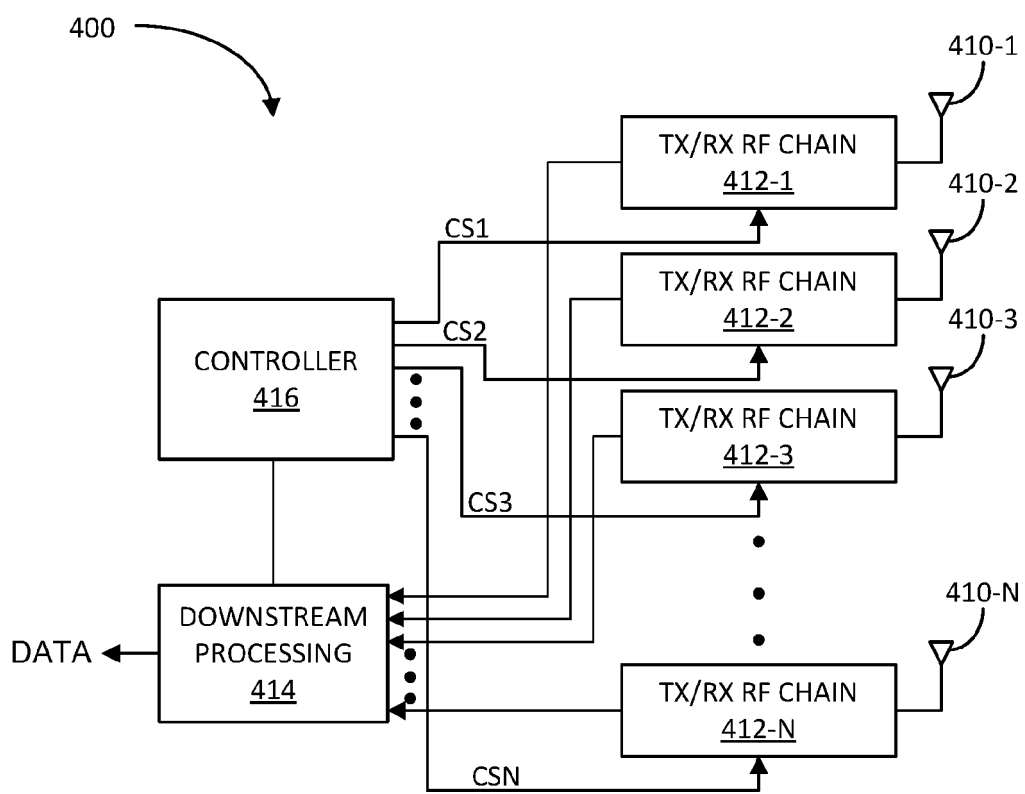 400
410-1
TX/RX RF CHAIN
412-1
410-2
CS1
TX/RX RF CHAIN
412-2
410-3
CS2
CONTROLLER
416
TX/RX RF CHAIN
412-3
CS3
DOWNSTREAM
PROCESSING
414
DATA
410-N
TX/RX RF CHAIN
412-N
CSN